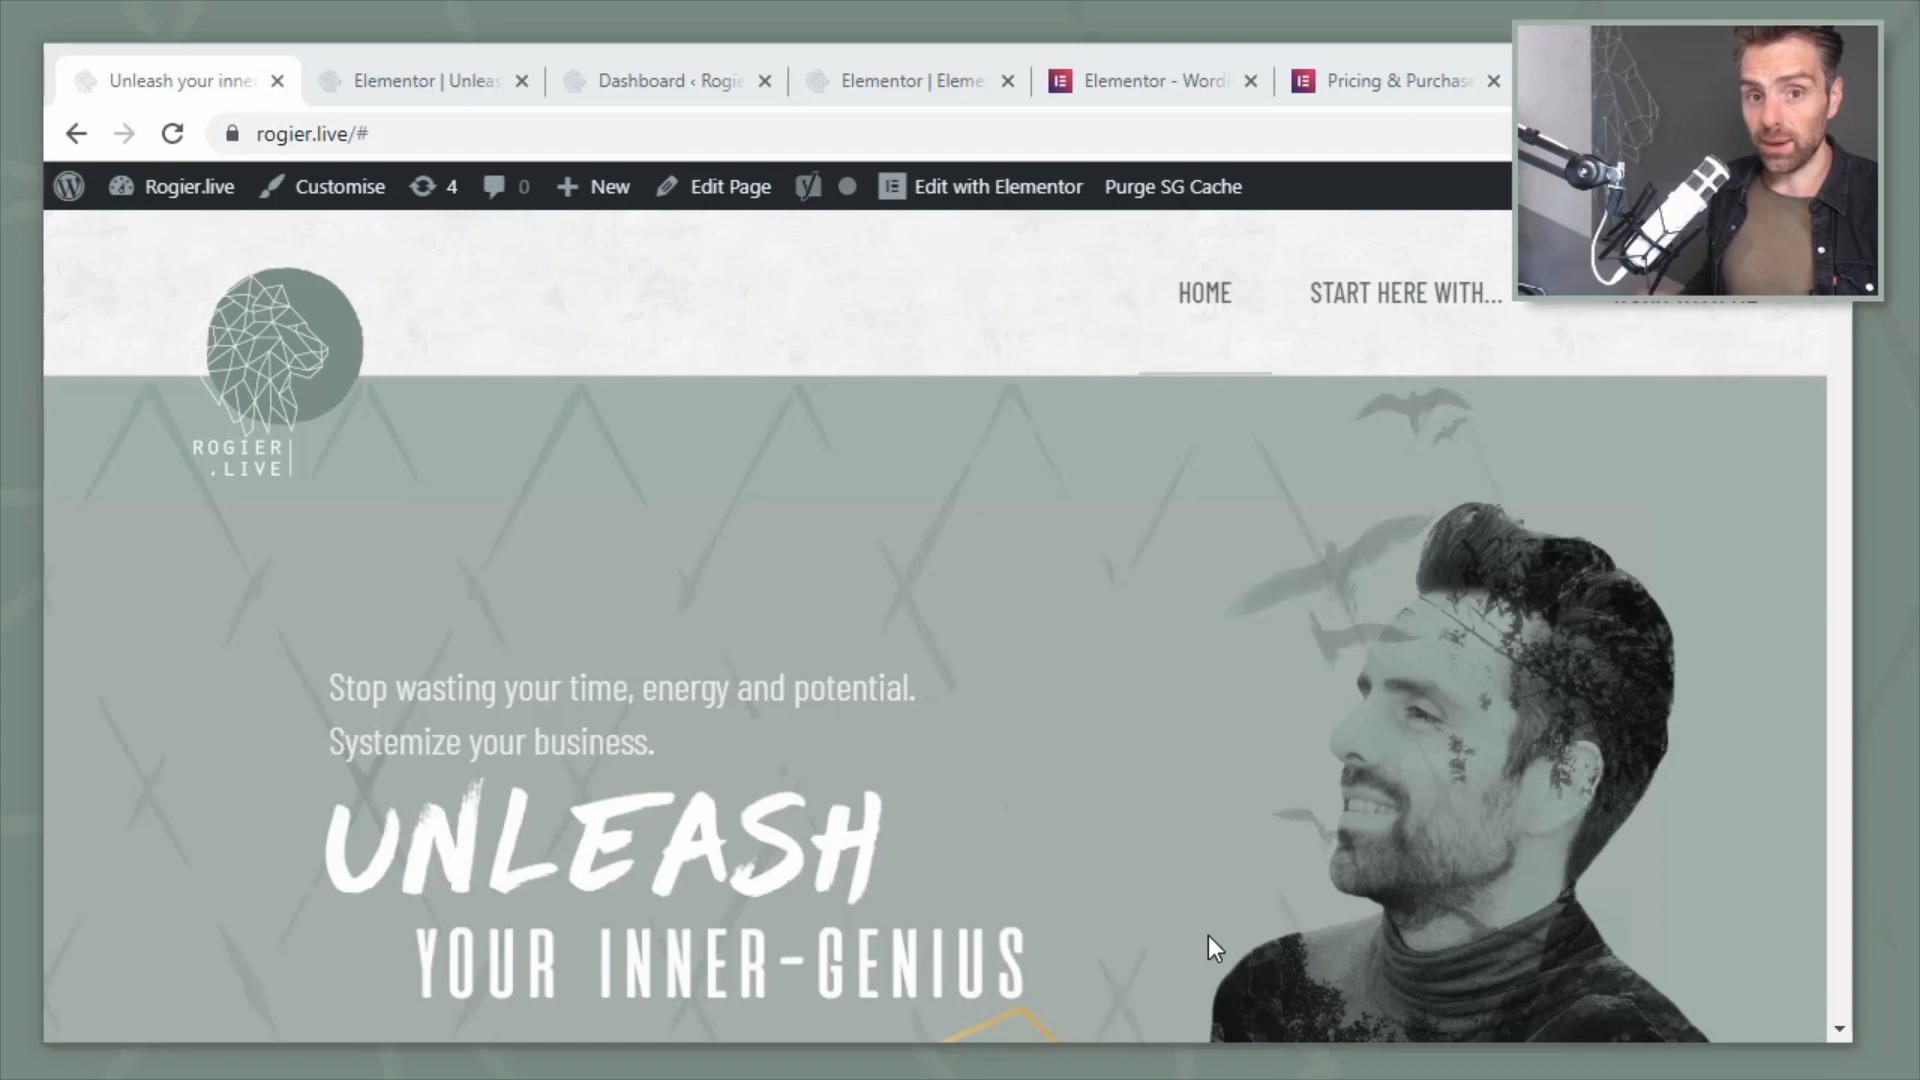 Unleash your inne
Elementor | Unleas
Dashboard ‹ Rogie
Elementor | Eleme
Elementor - Word
Pricing & Purchase
rogier.live/#
Rogier.live
Customise
4
0
New
Edit Page
Edit with Elementor
Purge SG Cache
HOME
START HERE WITH...
ROGIER
.LIVE
Stop wasting your time, energy and potential.
Systemize your business.
UNLEASH
YOUR INNER-GENIUS